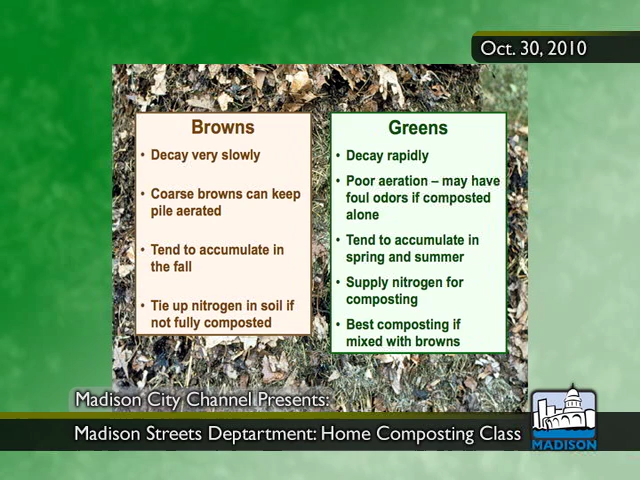 Oct. 30, 2010
Browns
• Decay very slowly
• Coarse browns can keep
pile aerated
• Tend to accumulate in
the fall
• Tie up nitrogen in soil if
not fully composted
Greens
• Decay rapidly
• Poor aeration – may have
foul odors if composted
alone
• Tend to accumulate in
spring and summer
• Supply nitrogen for
composting
• Best composting if
mixed with browns
Madison City Channel Presents:
Madison Streets Deptartment: Home Composting Class
MADISON